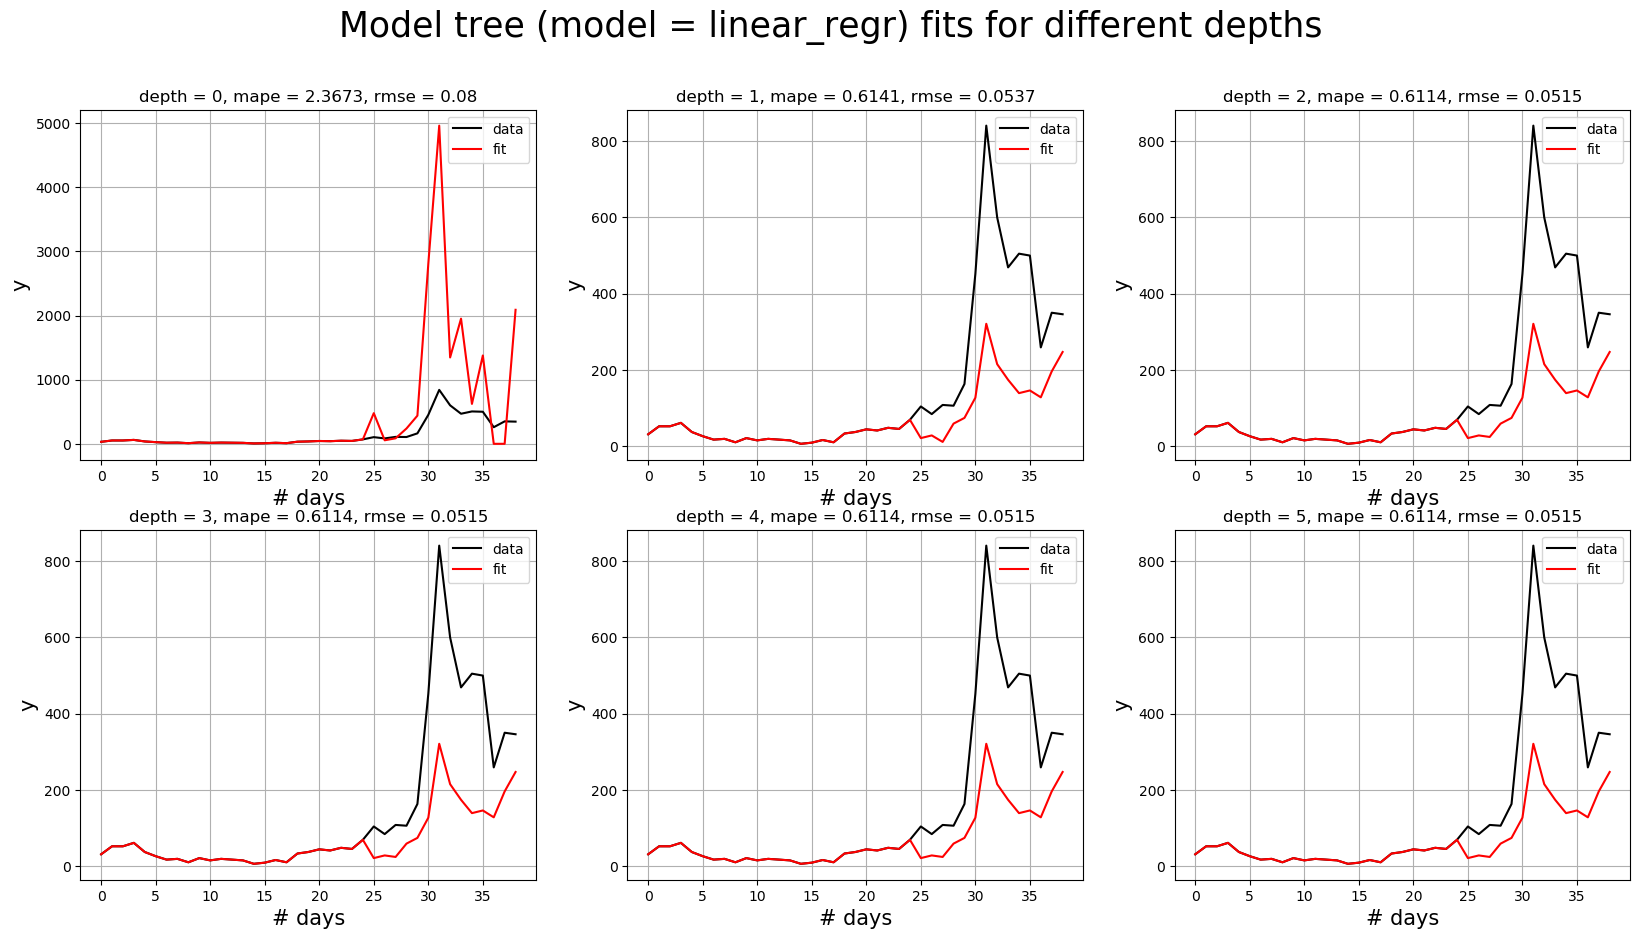 Model tree (model = linear_regr) fits for different depths
depth = 0, mape = 2.3673, rmse = 0.08
5000
4000
3000
2000
1000
0
y
data
fit
0 5 10 15 20 25 30 35
# days
depth = 1, mape = 0.6141, rmse = 0.0537
800
600
400
200
0
y
data
fit
0 5 10 15 20 25 30 35
# days
depth = 2, mape = 0.6114, rmse = 0.0515
800
600
400
200
0
y
data
fit
0 5 10 15 20 25 30 35
# days
depth = 3, mape = 0.6114, rmse = 0.0515
800
600
400
200
0
y
data
fit
0 5 10 15 20 25 30 35
# days
depth = 4, mape = 0.6114, rmse = 0.0515
800
600
400
200
0
y
data
fit
0 5 10 15 20 25 30 35
# days
depth = 5, mape = 0.6114, rmse = 0.0515
800
600
400
200
0
y
data
fit
0 5 10 15 20 25 30 35
# days